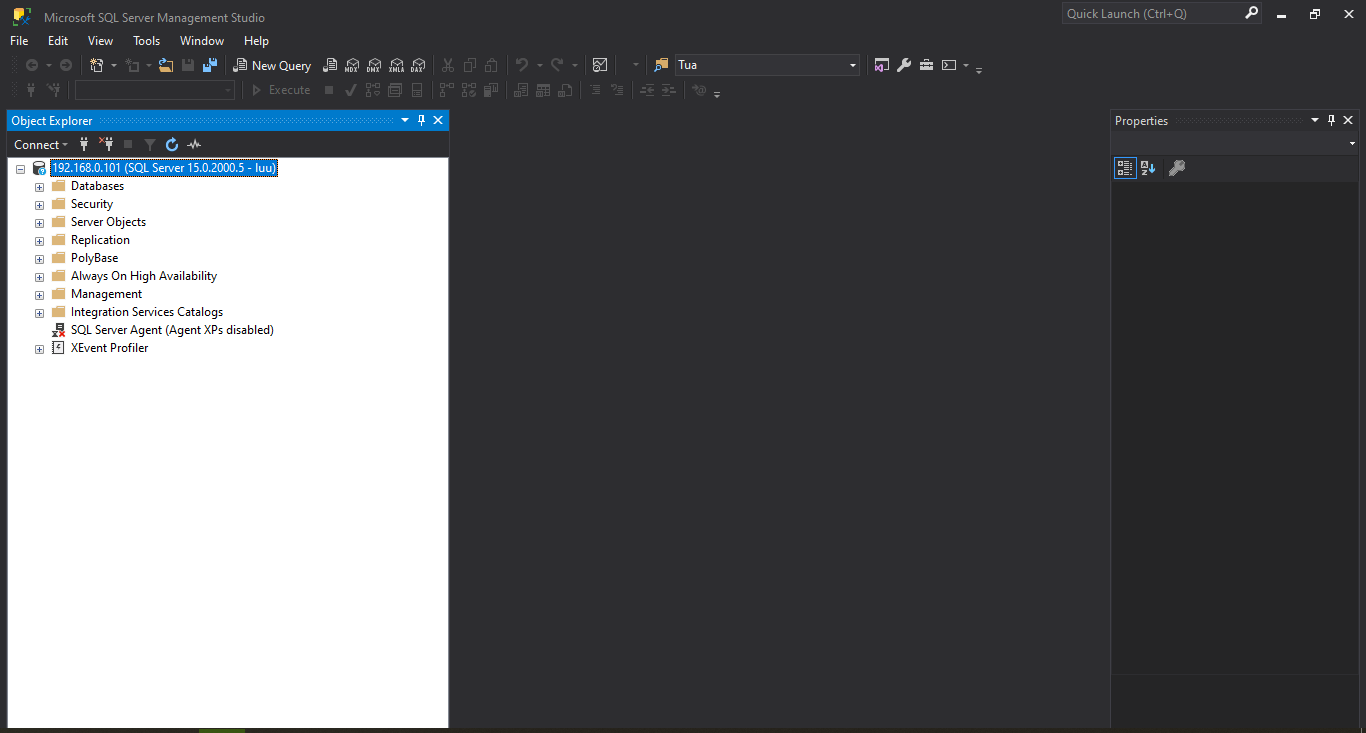 Microsoft SQL Server Management Studio
Quick Launch (Ctrl+Q)
File Edit View Tools Window Help
New Query MDX DMX XMLA DAX Tua
Execute
Object Explorer
Connect
192.168.0.101 (SQL Server 15.0.2000.5 - luu)
Databases
Security
Server Objects
Replication
PolyBase
Always On High Availability
Management
Integration Services Catalogs
SQL Server Agent (Agent XPs disabled)
XEvent Profiler
Properties